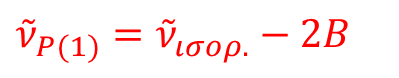 ν̃_P(1) = ν̃_ισορ. − 2B